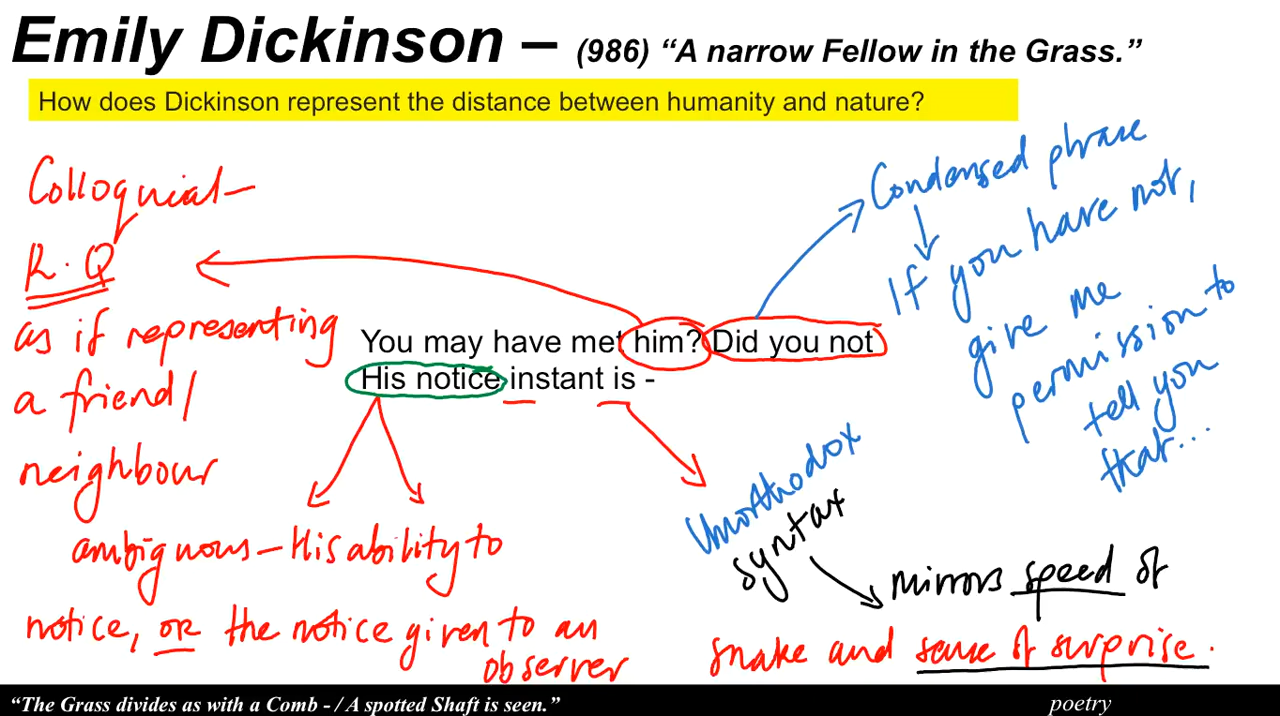 Emily Dickinson – (986) “A narrow Fellow in the Grass.”
How does Dickinson represent the distance between humanity and nature?
Colloquial –
R.Q
as if representing
a friend/
neighbour
You may have met him? Did you not
His notice instant is -
Condensed phrase
If you have not,
give me
permission to
tell you
that...
ambiguous – His ability to
notice, OR the notice given to an
observer
Unorthodox
syntax
mirrors speed of
snake and sense of surprise.
“The Grass divides as with a Comb - / A spotted Shaft is seen.”
poetry